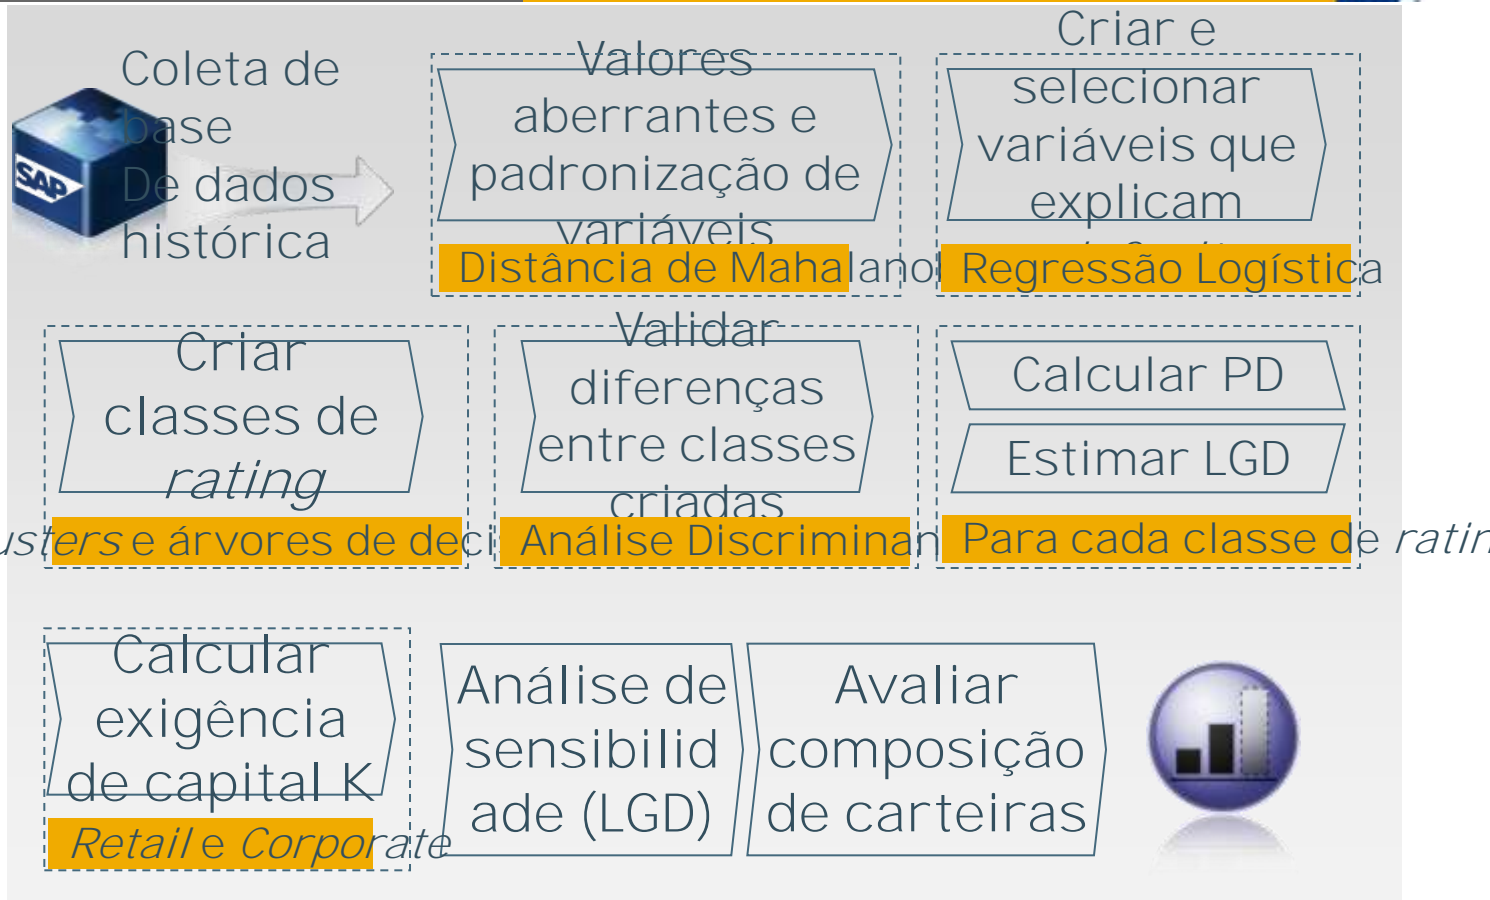 Coleta de
base
De dados
histórica
SAP
Valores
aberrantes e
padronização de
variáveis
Distância de Mahalanob
Criar e
selecionar
variáveis que
explicam
Regressão Logística
Criar
classes de
rating
usters e árvores de deci
Validar
diferenças
entre classes
criadas
Análise Discriminan
Calcular PD
Estimar LGD
Para cada classe de ratin
Calcular
exigência
de capital K
Retail e Corporate
Análise de
sensibilid
ade (LGD)
Avaliar
composição
de carteiras